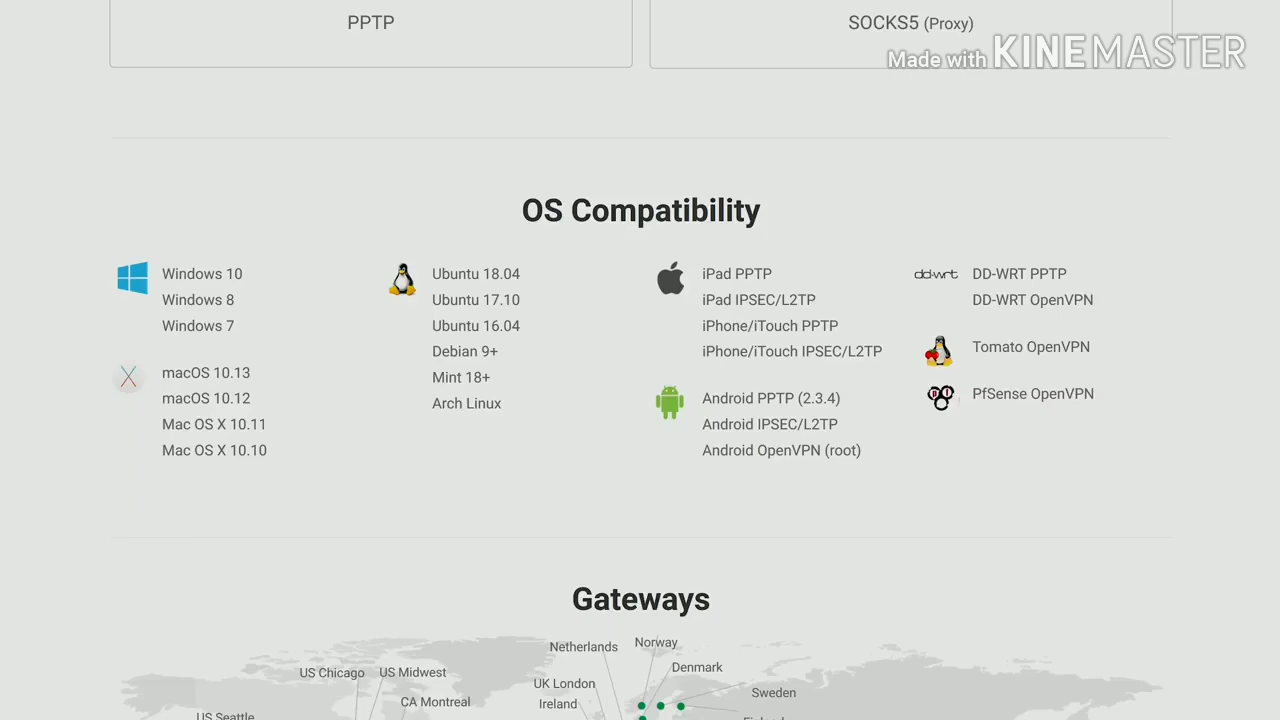 PPTP
SOCKS5 (Proxy)
Made with KINEMASTER
OS Compatibility
Windows 10
Windows 8
Windows 7
macOS 10.13
macOS 10.12
Mac OS X 10.11
Mac OS X 10.10
Ubuntu 18.04
Ubuntu 17.10
Ubuntu 16.04
Debian 9+
Mint 18+
Arch Linux
iPad PPTP
iPad IPSEC/L2TP
iPhone/iTouch PPTP
iPhone/iTouch IPSEC/L2TP
Android PPTP (2.3.4)
Android IPSEC/L2TP
Android OpenVPN (root)
dd-wrt
DD-WRT PPTP
DD-WRT OpenVPN
Tomato OpenVPN
PfSense OpenVPN
Gateways
Netherlands
Norway
US Chicago
US Midwest
Denmark
UK London
Sweden
CA Montreal
Ireland
US Seattle